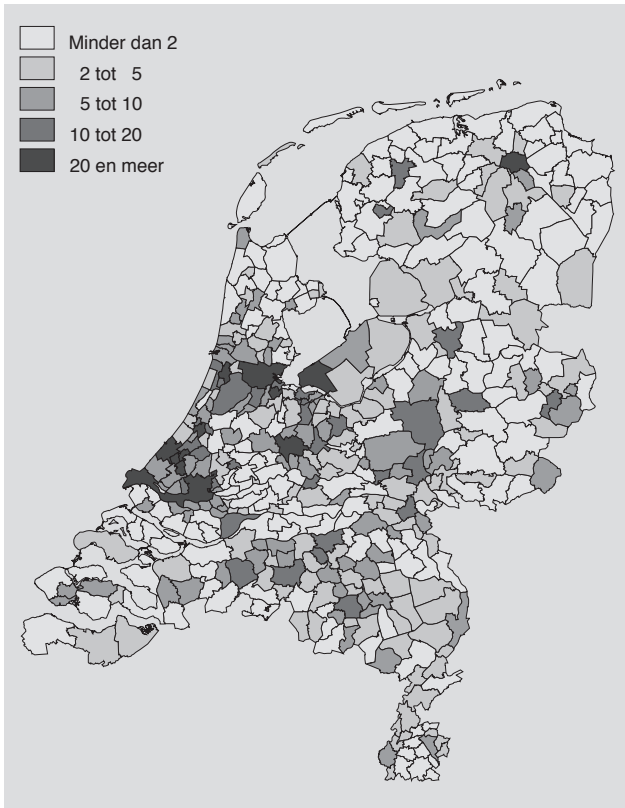 Minder dan 2
2 tot 5
5 tot 10
10 tot 20
20 en meer